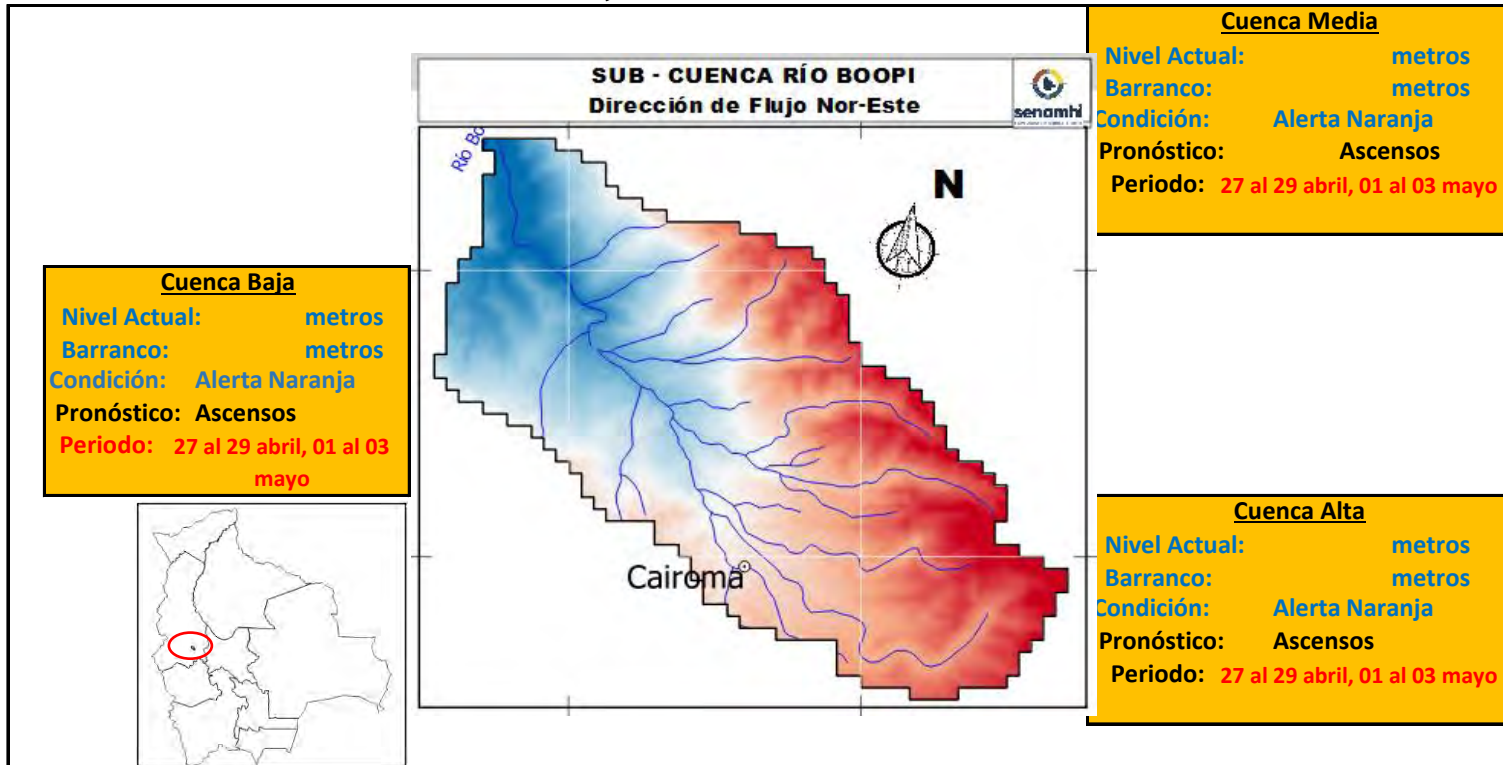 SUB - CUENCA RÍO BOOPI
Dirección de Flujo Nor-Este
senamhi
Río Bo
N
Cairoma
Cuenca Media
Nivel Actual: metros
Barranco: metros
Condición: Alerta Naranja
Pronóstico: Ascensos
Periodo: 27 al 29 abril, 01 al 03 mayo
Cuenca Baja
Nivel Actual: metros
Barranco: metros
Condición: Alerta Naranja
Pronóstico: Ascensos
Periodo: 27 al 29 abril, 01 al 03
mayo
Cuenca Alta
Nivel Actual: metros
Barranco: metros
Condición: Alerta Naranja
Pronóstico: Ascensos
Periodo: 27 al 29 abril, 01 al 03 mayo